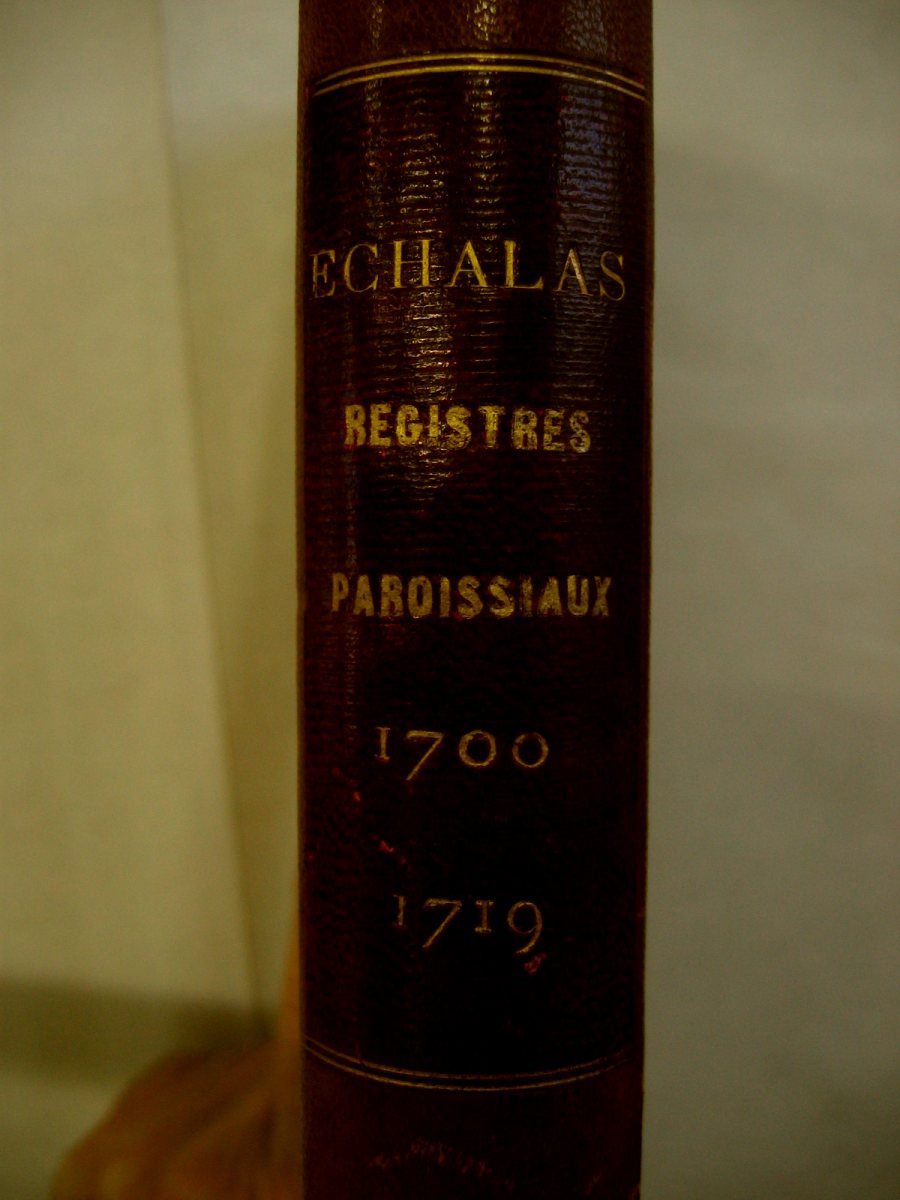 ECHALAS
REGISTRES
PAROISSIAUX
1700
1719